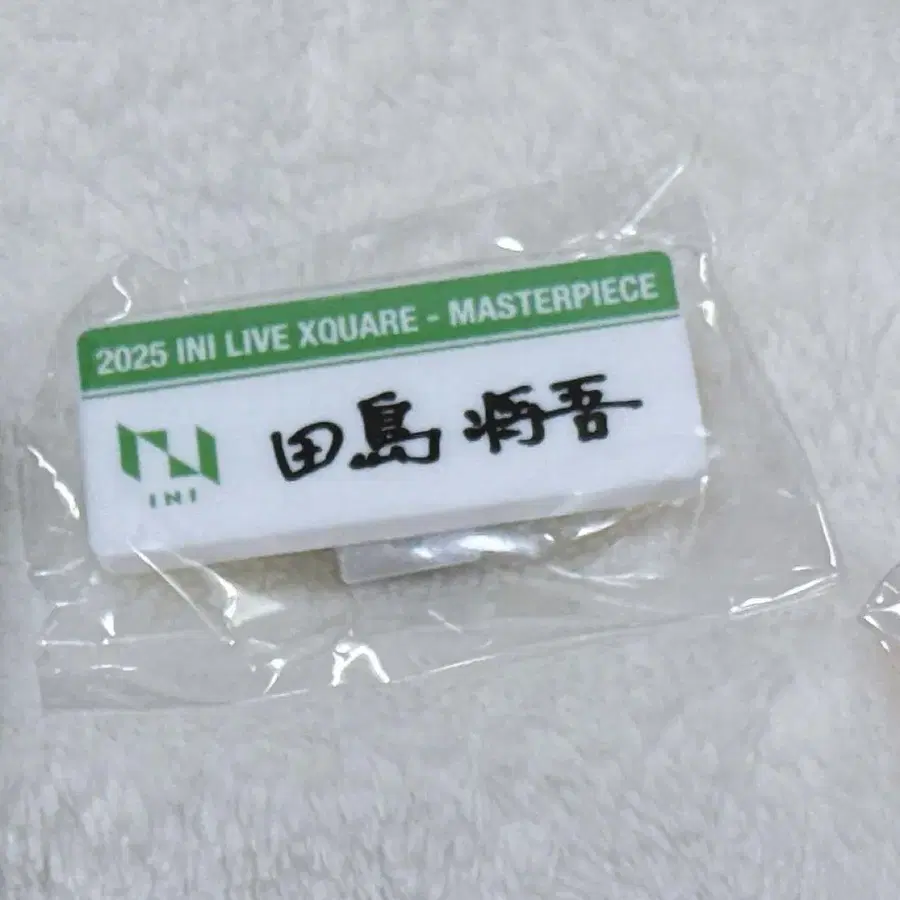 2025 INI LIVE XQUARE - MASTERPIECE
田島 将吾
INI